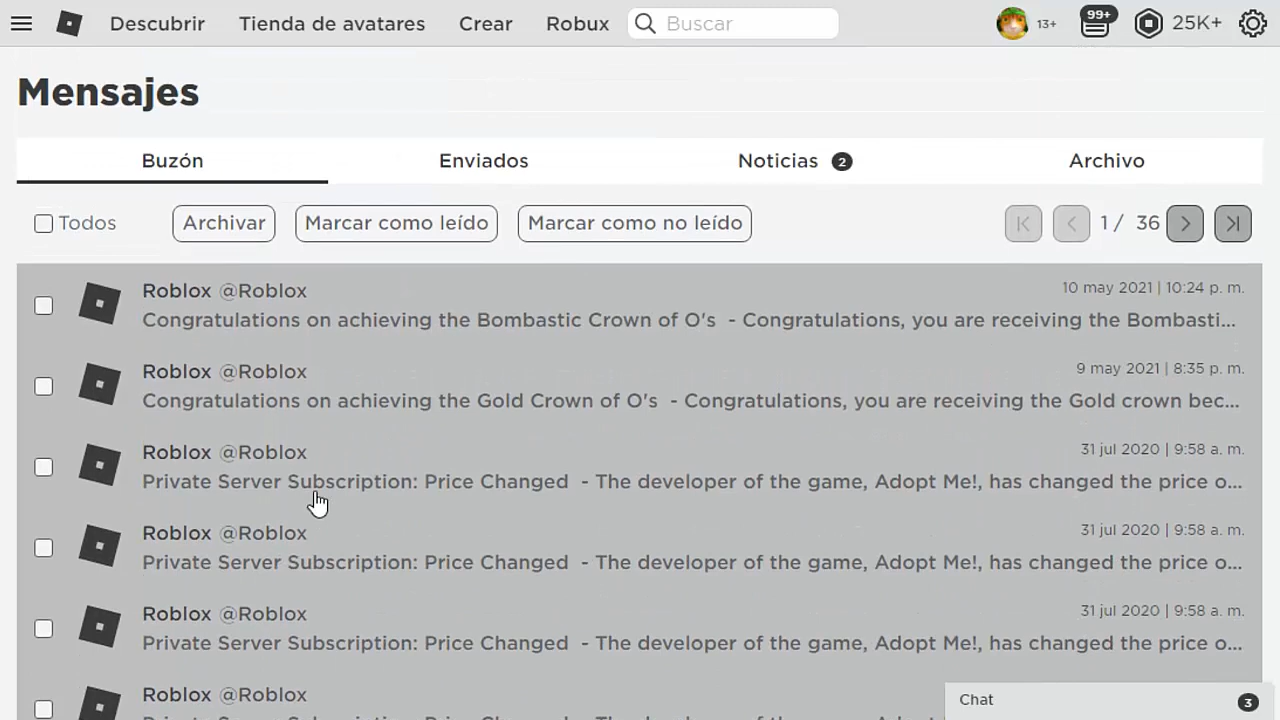 Descubrir Tienda de avatares Crear Robux Buscar 13+ 99+ 25K+
Mensajes
Buzón Enviados Noticias 2 Archivo
Todos Archivar Marcar como leído Marcar como no leído 1 / 36
Roblox @Roblox 10 may 2021 | 10:24 p. m.
Congratulations on achieving the Bombastic Crown of O's - Congratulations, you are receiving the Bombasti...
Roblox @Roblox 9 may 2021 | 8:35 p. m.
Congratulations on achieving the Gold Crown of O's - Congratulations, you are receiving the Gold crown bec...
Roblox @Roblox 31 jul 2020 | 9:58 a. m.
Private Server Subscription: Price Changed - The developer of the game, Adopt Me!, has changed the price o...
Roblox @Roblox 31 jul 2020 | 9:58 a. m.
Private Server Subscription: Price Changed - The developer of the game, Adopt Me!, has changed the price o...
Roblox @Roblox 31 jul 2020 | 9:58 a. m.
Private Server Subscription: Price Changed - The developer of the game, Adopt Me!, has changed the price o...
Roblox @Roblox
Chat 3